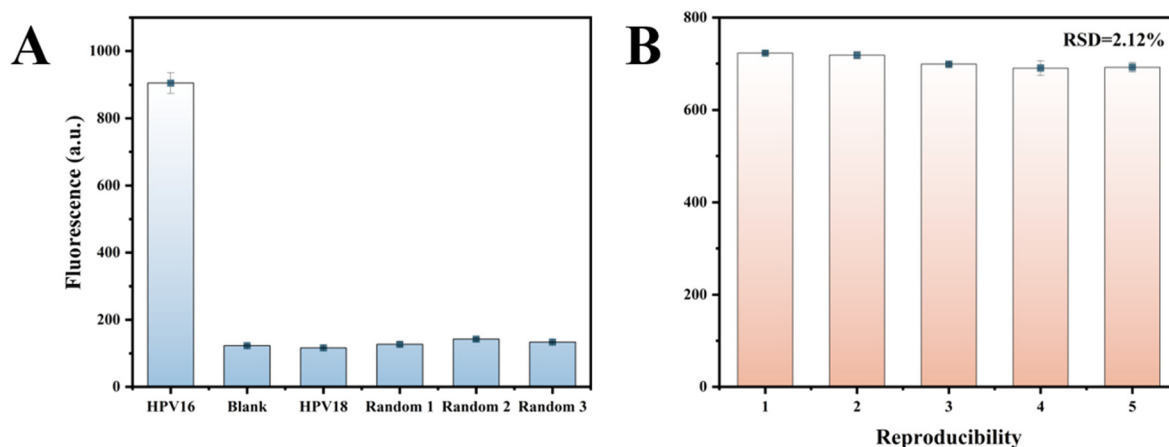 A
Fluorescence (a.u.)
1000
800
600
400
200
0
HPV16 Blank HPV18 Random 1 Random 2 Random 3
B
RSD=2.12%
800
600
400
200
0
1 2 3 4 5
Reproducibility